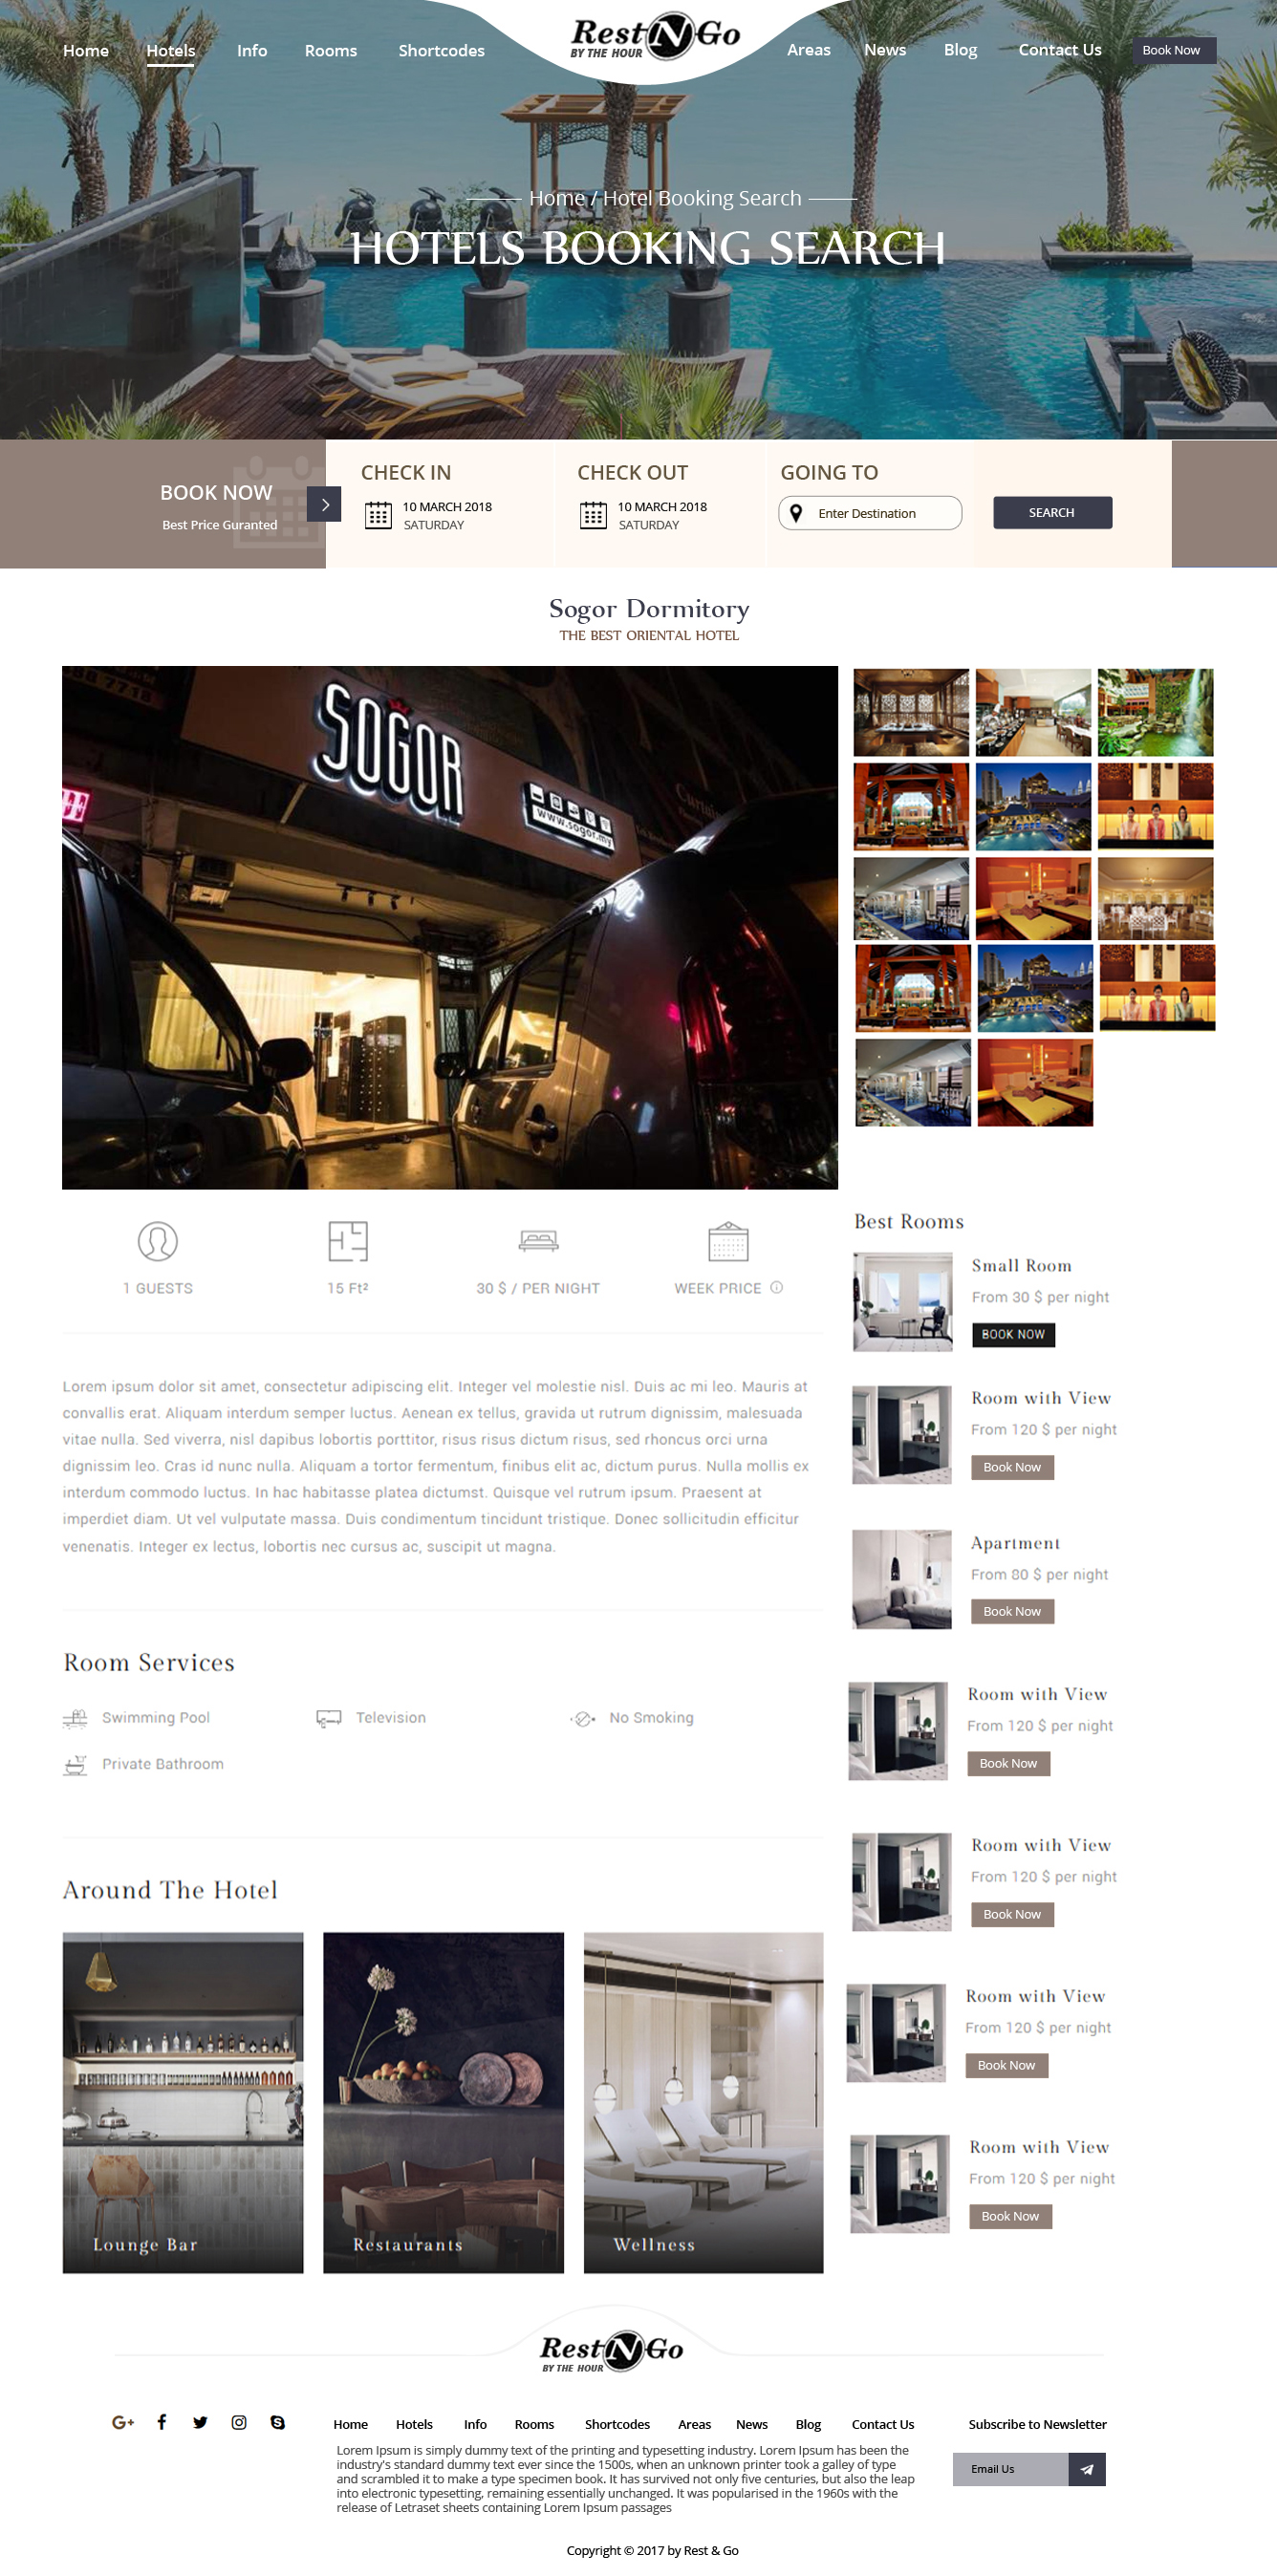 Home Hotels Info Rooms Shortcodes
Rest N Go
BY THE HOUR
Areas News Blog Contact Us Book Now
Home / Hotel Booking Search
HOTELS BOOKING SEARCH
BOOK NOW
Best Price Guranted
CHECK IN
10 MARCH 2018
SATURDAY
CHECK OUT
10 MARCH 2018
SATURDAY
GOING TO
Enter Destination
SEARCH
Sogor Dormitory
THE BEST ORIENTAL HOTEL
7718
SOGOR
www.sogor.my
1 GUESTS
15 Ft²
30 $ / PER NIGHT
WEEK PRICE
Lorem ipsum dolor sit amet, consectetur adipiscing elit. Integer vel molestie nisl. Duis ac mi leo. Mauris at
convallis erat. Aliquam interdum semper luctus. Aenean ex tellus, gravida ut rutrum dignissim, malesuada
vitae nulla. Sed viverra, nisl dapibus lobortis porttitor, risus risus dictum risus, sed rhoncus orci urna
dignissim leo. Cras id nunc nulla. Aliquam a tortor fermentum, finibus elit ac, dictum purus. Nulla mollis ex
interdum commodo luctus. In hac habitasse platea dictumst. Quisque vel rutrum ipsum. Praesent at
imperdiet diam. Ut vel vulputate massa. Duis condimentum tincidunt tristique. Donec sollicitudin efficitur
venenatis. Integer ex lectus, lobortis nec cursus ac, suscipit ut magna.
Room Services
Swimming Pool
Television
No Smoking
Private Bathroom
Around The Hotel
Lounge Bar
Restaurants
Wellness
Best Rooms
Small Room
From 30 $ per night
BOOK NOW
Room with View
From 120 $ per night
Book Now
Apartment
From 80 $ per night
Book Now
Room with View
From 120 $ per night
Book Now
Room with View
From 120 $ per night
Book Now
Room with View
From 120 $ per night
Book Now
Room with View
From 120 $ per night
Book Now
Rest N Go
BY THE HOUR
Home Hotels Info Rooms Shortcodes Areas News Blog Contact Us
Lorem Ipsum is simply dummy text of the printing and typesetting industry. Lorem Ipsum has been the
industry's standard dummy text ever since the 1500s, when an unknown printer took a galley of type
and scrambled it to make a type specimen book. It has survived not only five centuries, but also the leap
into electronic typesetting, remaining essentially unchanged. It was popularised in the 1960s with the
release of Letraset sheets containing Lorem Ipsum passages
Subscribe to Newsletter
Email Us
Copyright © 2017 by Rest & Go